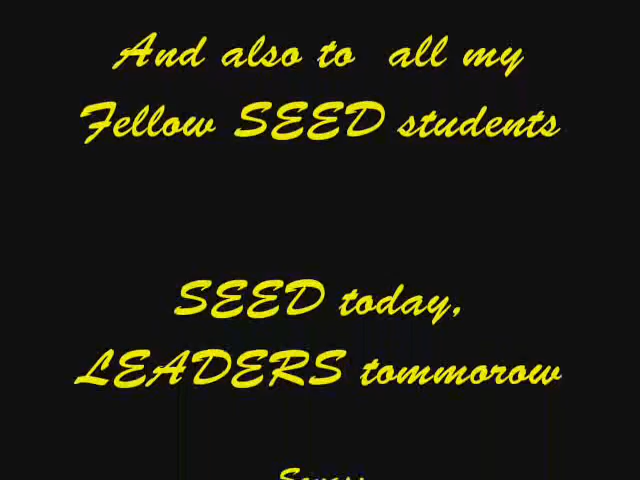 And also to all my
Fellow SEED students
SEED today,
LEADERS tommorow